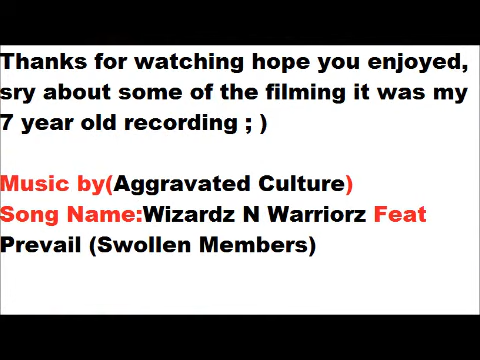 Thanks for watching hope you enjoyed,
sry about some of the filming it was my
7 year old recording ; )
Music by(Aggravated Culture)
Song Name:Wizardz N Warriorz Feat
Prevail (Swollen Members)